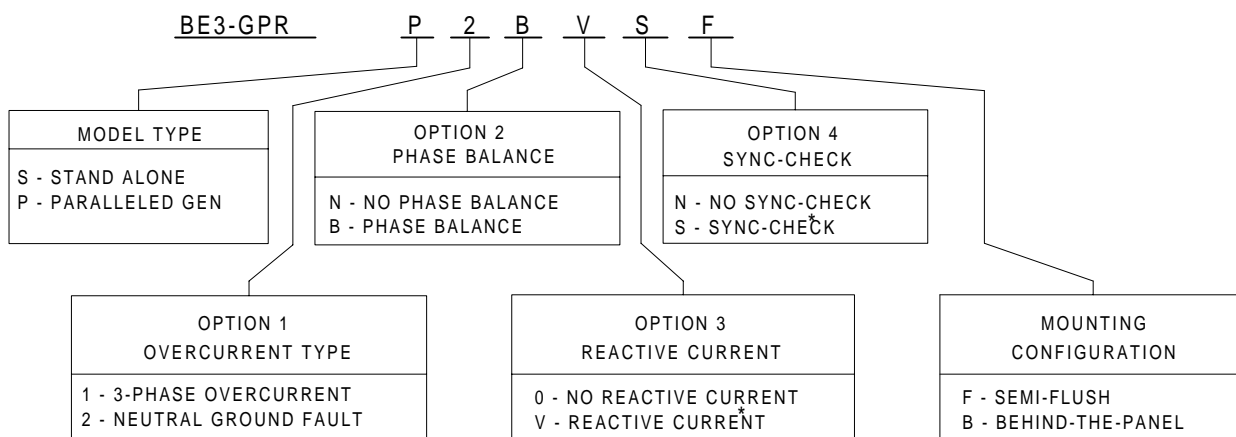 BE3-GPR P 2 B V S F
MODEL TYPE
S - STAND ALONE
P - PARALLELED GEN
OPTION 2
PHASE BALANCE
N - NO PHASE BALANCE
B - PHASE BALANCE
OPTION 4
SYNC-CHECK
N - NO SYNC-CHECK
S - SYNC-CHECK*
OPTION 1
OVERCURRENT TYPE
1 - 3-PHASE OVERCURRENT
2 - NEUTRAL GROUND FAULT
OPTION 3
REACTIVE CURRENT
0 - NO REACTIVE CURRENT
V - REACTIVE CURRENT*
MOUNTING
CONFIGURATION
F - SEMI-FLUSH
B - BEHIND-THE-PANEL